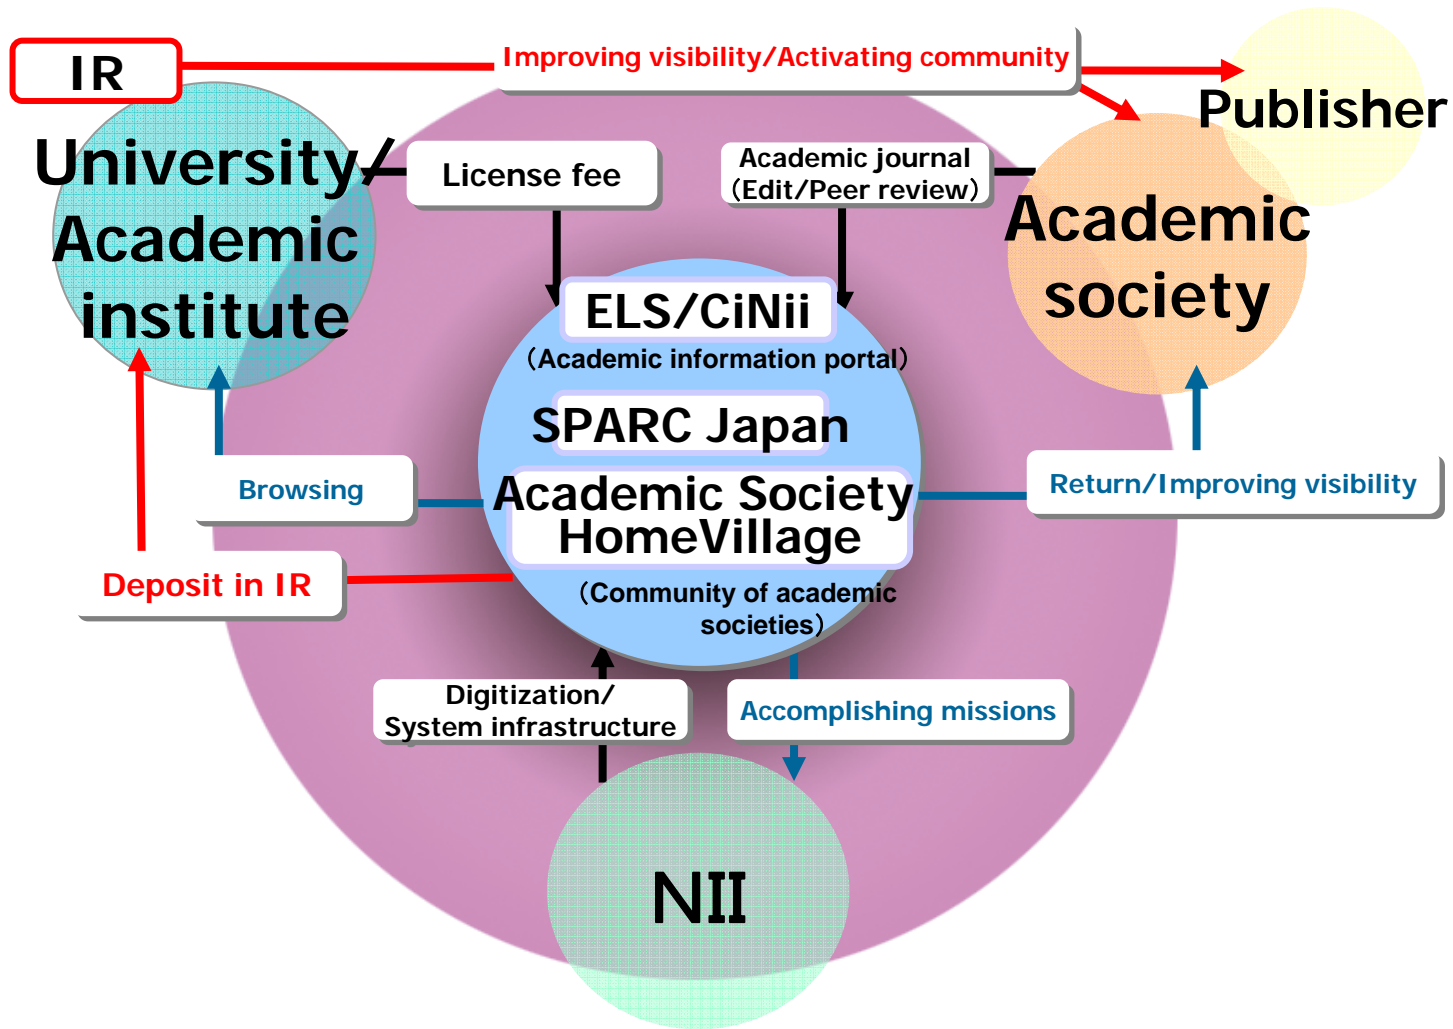 IR
Improving visibility/Activating community
Publisher
University/
Academic
institute
License fee
Academic journal
(Edit/Peer review)
Academic
society
ELS/CiNii
(Academic information portal)
SPARC Japan
Academic Society
HomeVillage
(Community of academic
societies)
Browsing
Return/Improving visibility
Deposit in IR
Digitization/
System infrastructure
Accomplishing missions
NII